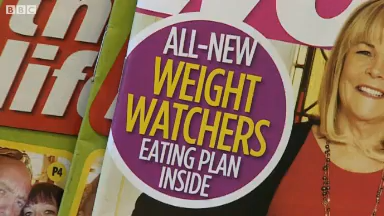 BBC
ALL-NEW
WEIGHT
WATCHERS
EATING PLAN
INSIDE
P4